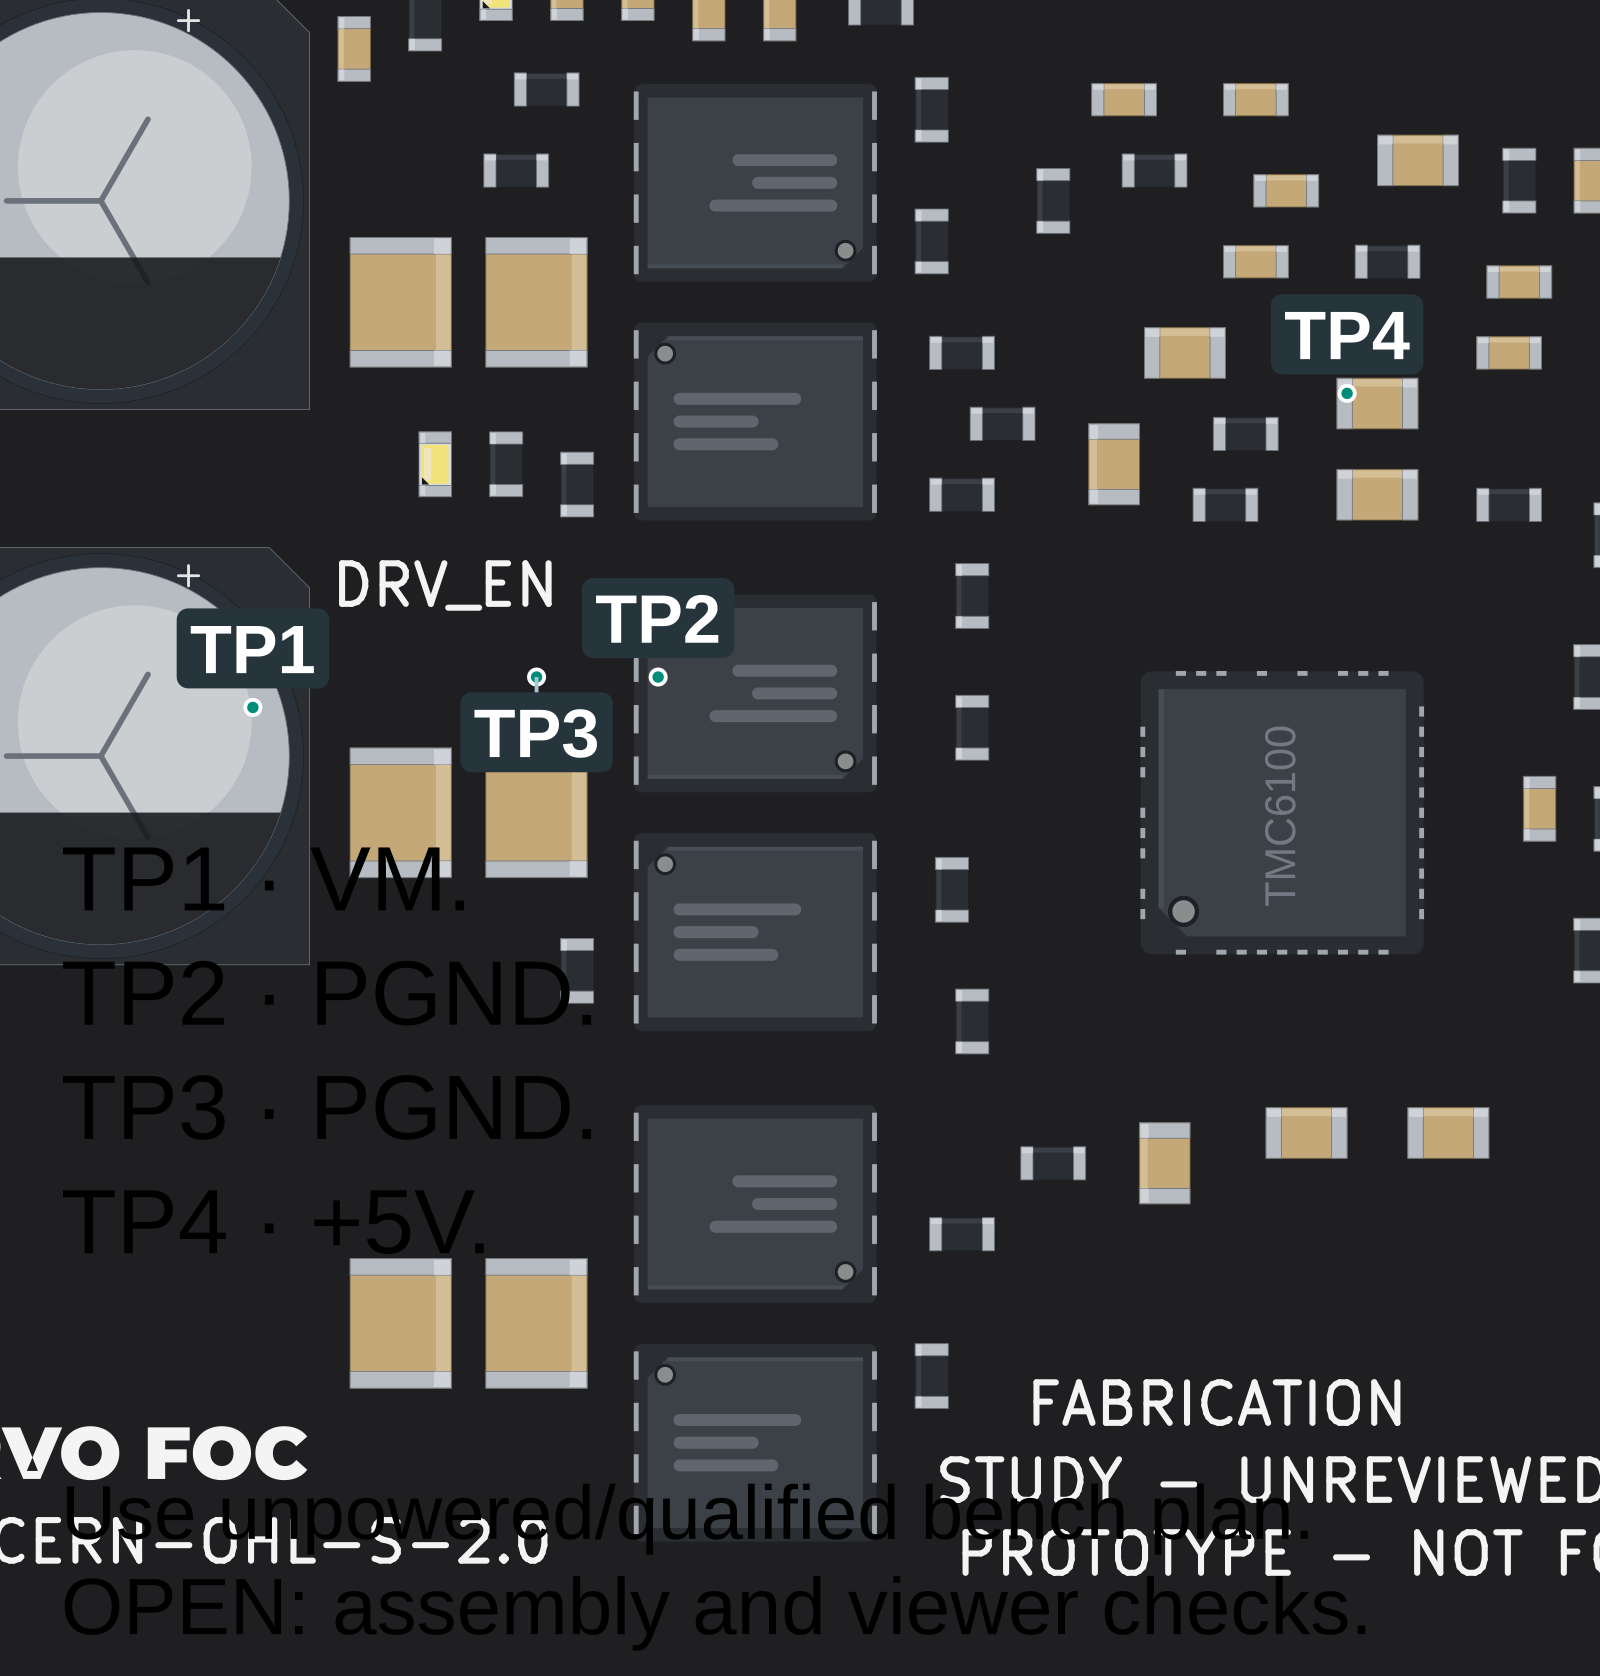 TP4
DRV_EN
TP2
TP1
TP3
TMC6100
TP1 · VM.
TP2 · PGND.
TP3 · PGND.
TP4 · +5V.
FABRICATION
VO FOC
STUDY — UNREVIEWED
Use unpowered/qualified bench plan.
CERN-OHL-S-2.0
PROTOTYPE — NOT
OPEN: assembly and viewer checks.